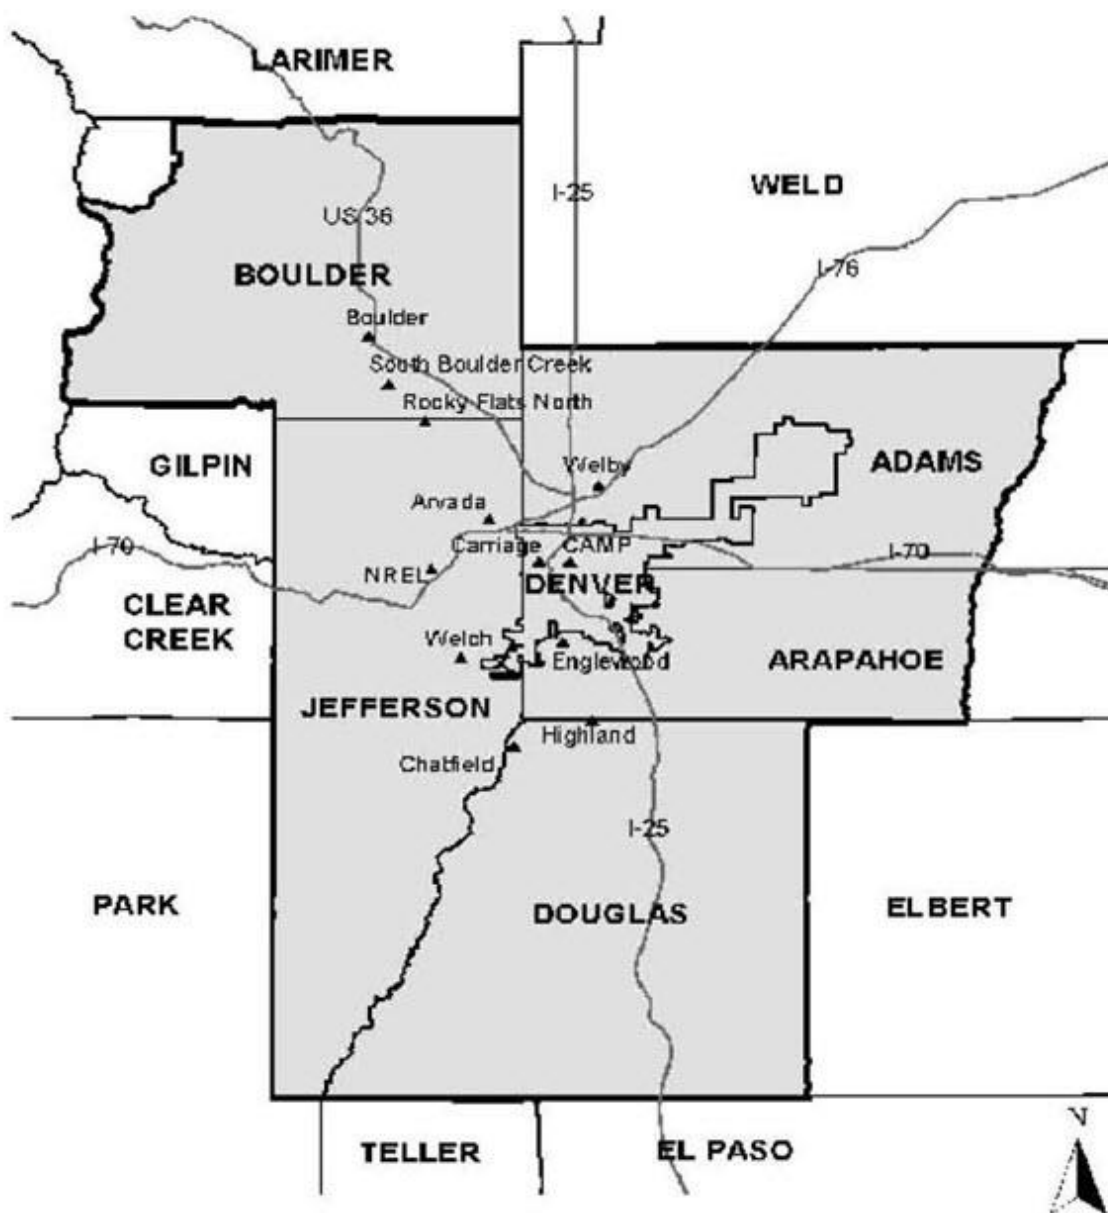 LARIMER
WELD
I-25
US 36
I-76
BOULDER
Boulder
South Boulder Creek
Rocky Flats North
GILPIN
ADAMS
Welby
Arvada
I-70
Carriage
CAMP
I-70
NREL
DENVER
CLEAR
CREEK
Welch
Englewood
ARAPAHOE
JEFFERSON
Highland
Chatfield
I-25
PARK
DOUGLAS
ELBERT
N
TELLER
EL PASO